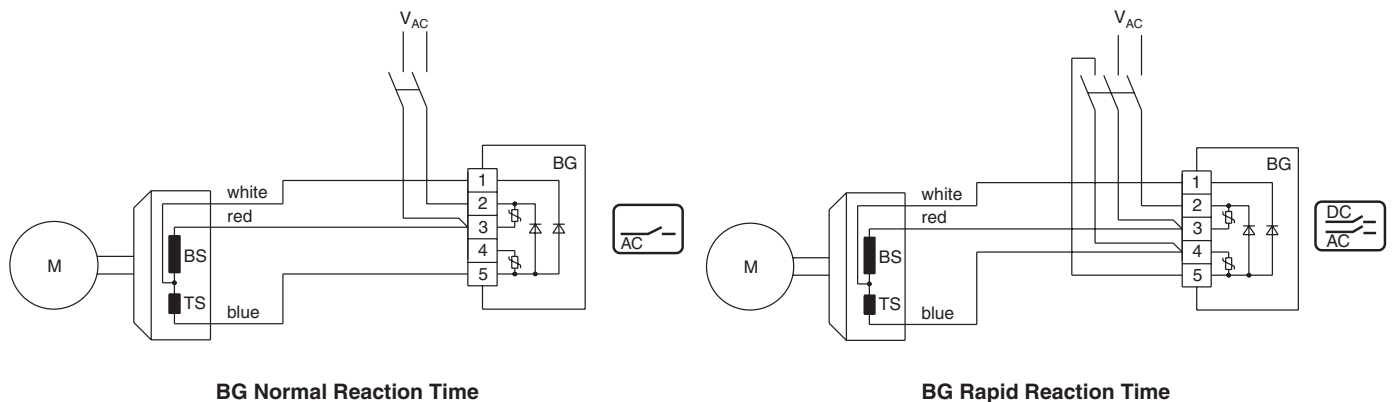 VAC
BG
1
2
3
4
5
white
red
BS
TS
blue
M
AC
BG Normal Reaction Time
VAC
BG
1
2
3
4
5
white
red
BS
TS
blue
M
DC
AC
BG Rapid Reaction Time